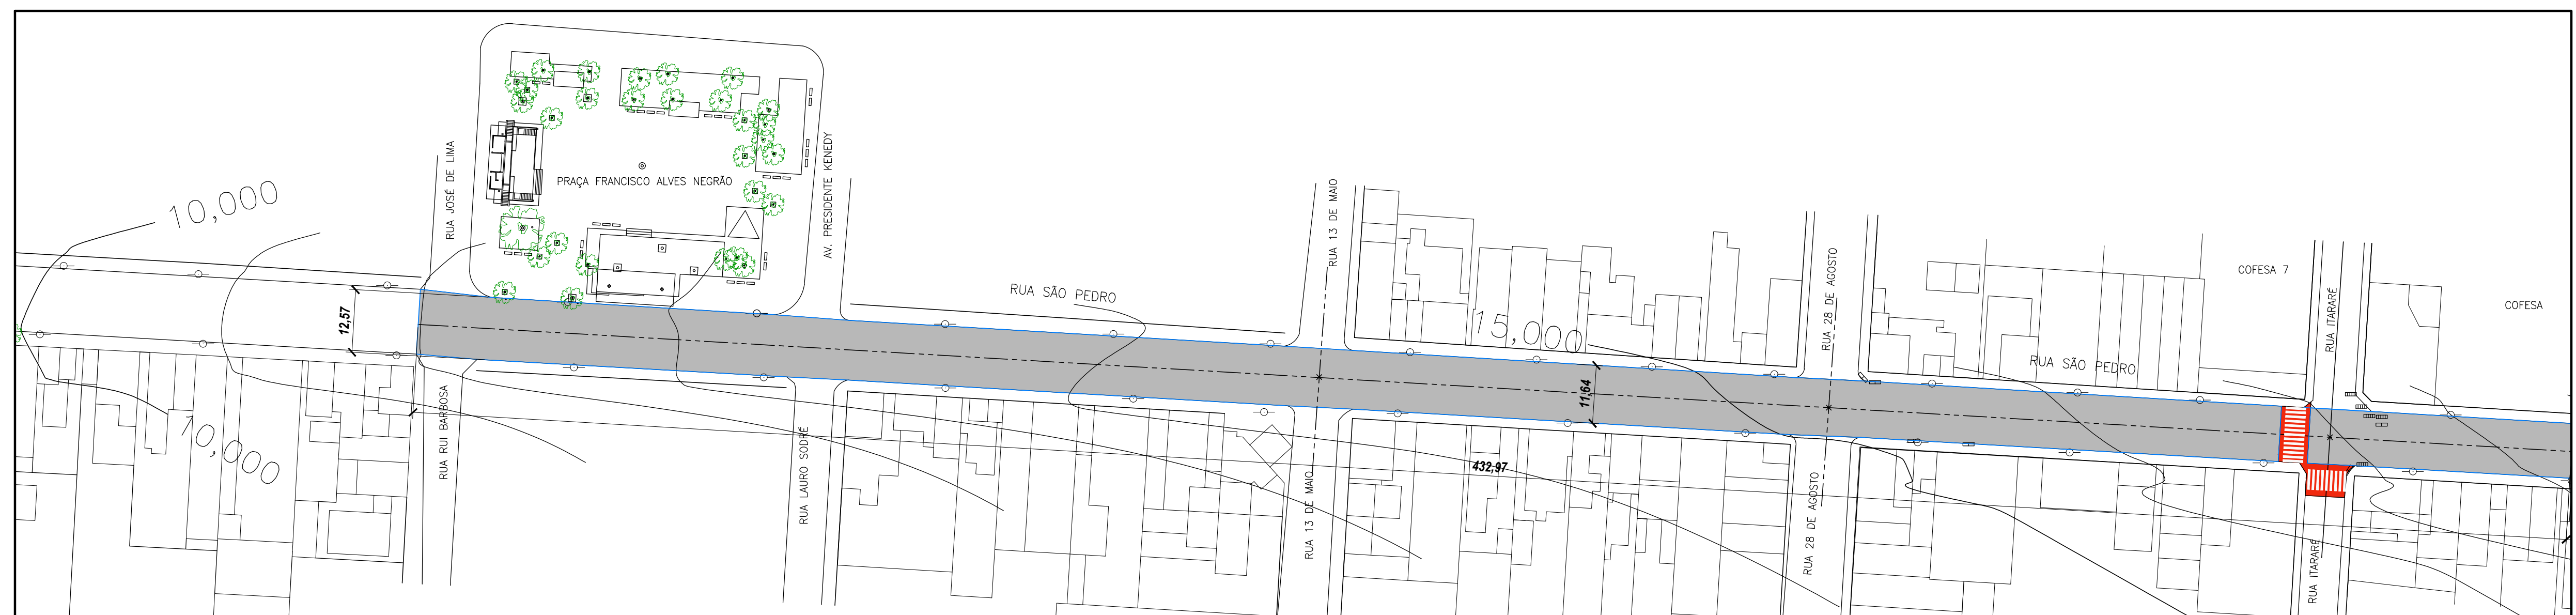 10,000
RUA JOSÉ DE LIMA
PRAÇA FRANCISCO ALVES NEGRÃO
AV. PRESIDENTE KENEDY
12,57
RUA SÃO PEDRO
RUA 13 DE MAIO
15,000
RUA 28 DE AGOSTO
RUA SÃO PEDRO
COFESA 7
RUA ITARARÉ
COFESA
11,64
10,000
RUA RUI BARBOSA
RUA LAURO SODRÉ
RUA 13 DE MAIO
432,97
RUA 28 DE AGOSTO
RUA ITARARÉ